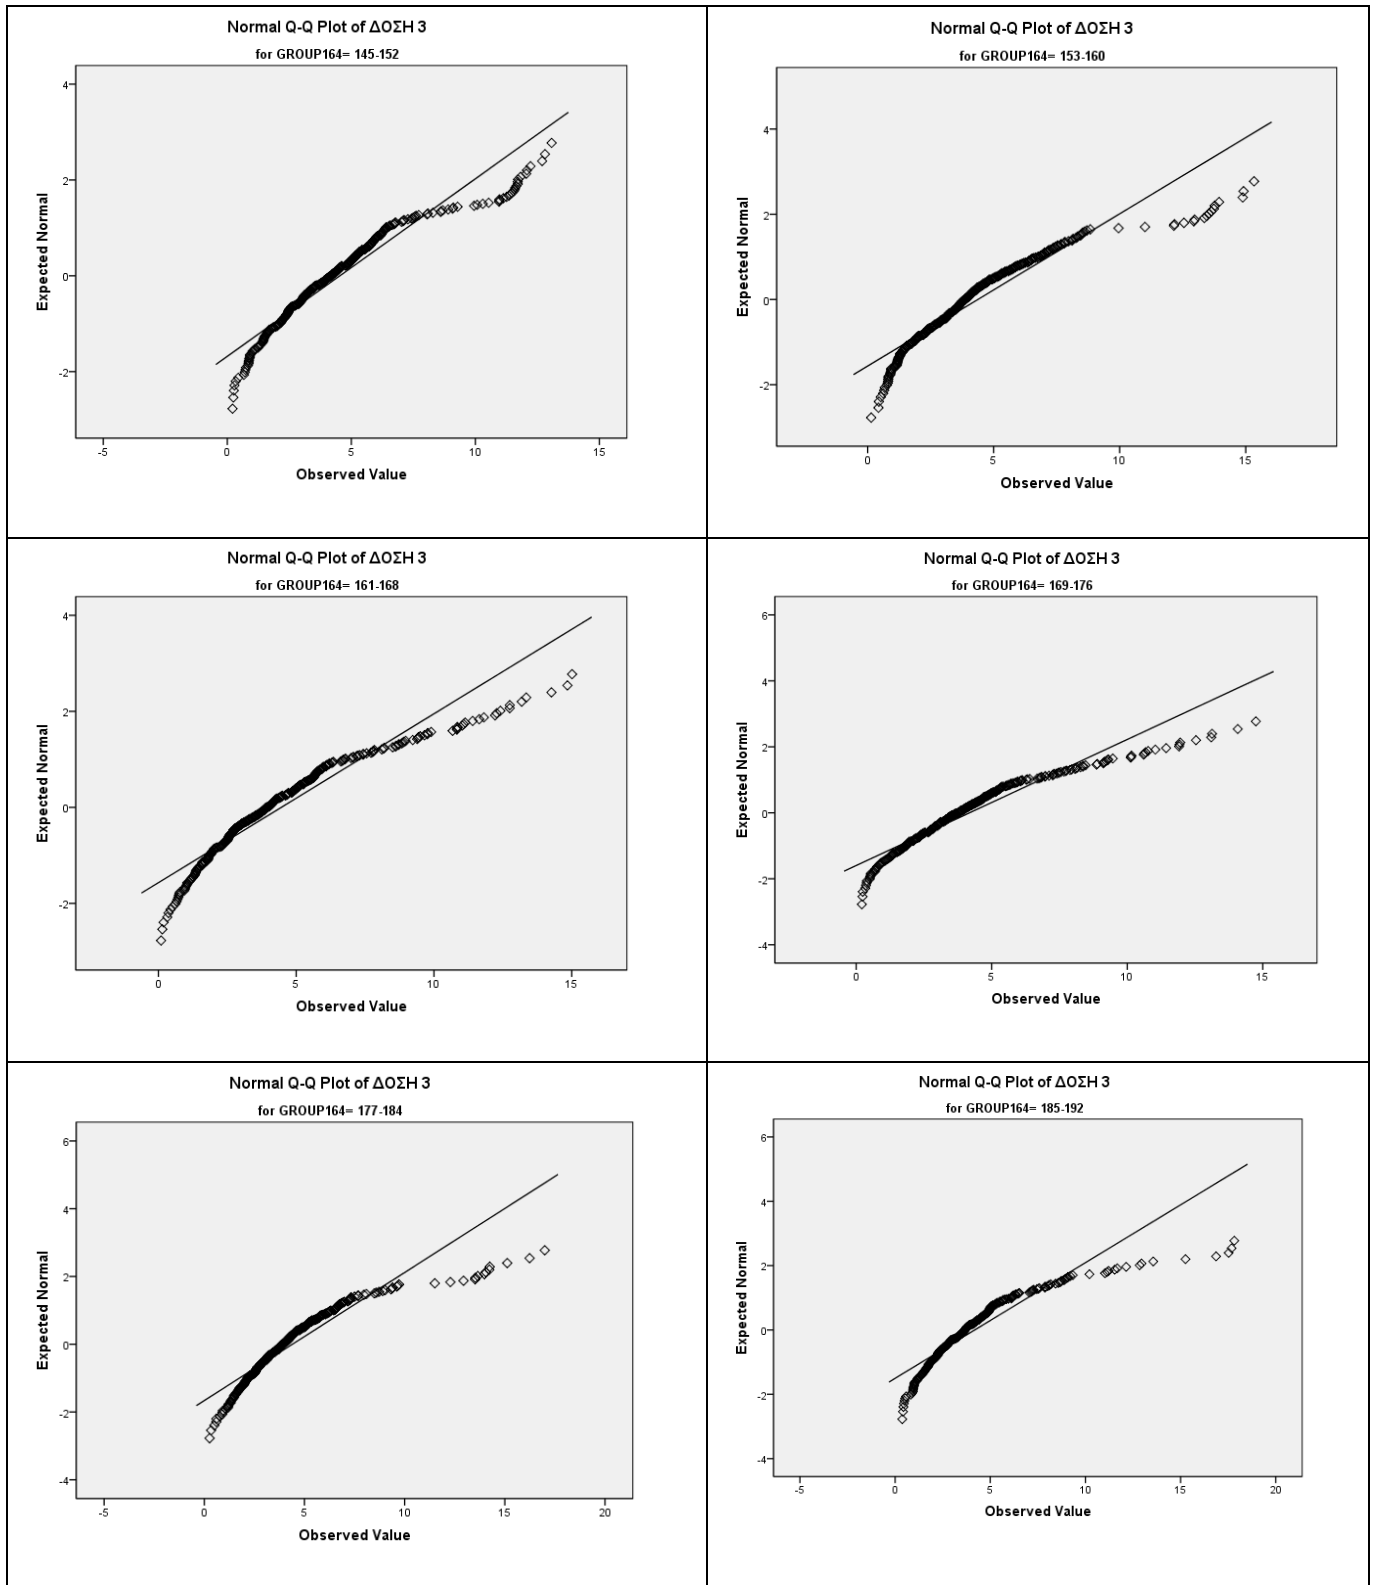 Normal Q-Q Plot of ΔΟΣΗ 3
for GROUP164= 145-152
Expected Normal
4
2
0
-2
-5
0
5
10
15
Observed Value
Normal Q-Q Plot of ΔΟΣΗ 3
for GROUP164= 153-160
Expected Normal
4
2
0
-2
0
5
10
15
Observed Value
Normal Q-Q Plot of ΔΟΣΗ 3
for GROUP164= 161-168
Expected Normal
4
2
0
-2
0
5
10
15
Observed Value
Normal Q-Q Plot of ΔΟΣΗ 3
for GROUP164= 169-176
Expected Normal
6
4
2
0
-2
-4
0
5
10
15
Observed Value
Normal Q-Q Plot of ΔΟΣΗ 3
for GROUP164= 177-184
Expected Normal
6
4
2
0
-2
-4
-5
0
5
10
15
20
Observed Value
Normal Q-Q Plot of ΔΟΣΗ 3
for GROUP164= 185-192
Expected Normal
6
4
2
0
-2
-4
-5
0
5
10
15
20
Observed Value